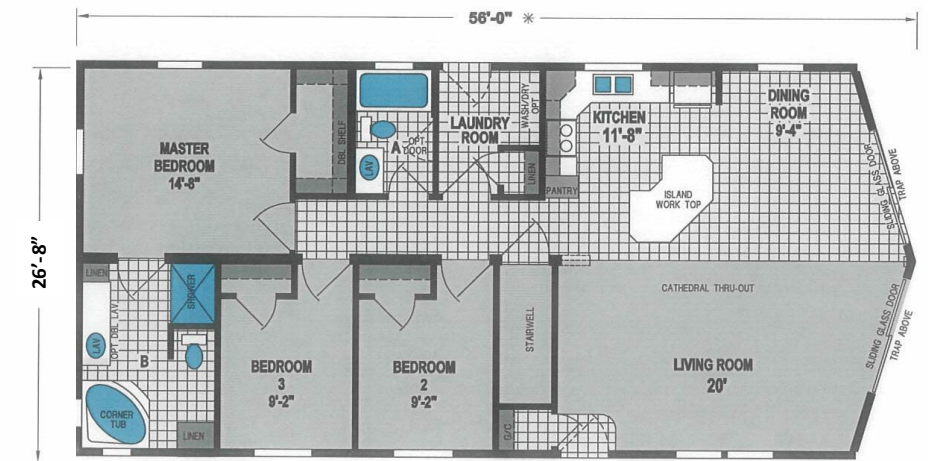 56'-0" ✳
26'-8"
MASTER
BEDROOM
14'-8"
DBL SHELF
A
OPT
DOOR
LAV
LAUNDRY
ROOM
WASH/DRY
OPT
LINEN
KITCHEN
11'-8"
PANTRY
ISLAND
WORK TOP
DINING
ROOM
9'-4"
SLIDING GLASS DOOR
TRAP ABOVE
LINEN
SHOWER
LAV
OPT DBL LAV
B
CORNER
TUB
LINEN
BEDROOM
3
9'-2"
BEDROOM
2
9'-2"
STAIRWELL
G/C
CATHEDRAL THRU-OUT
LIVING ROOM
20'
SLIDING GLASS DOOR
TRAP ABOVE